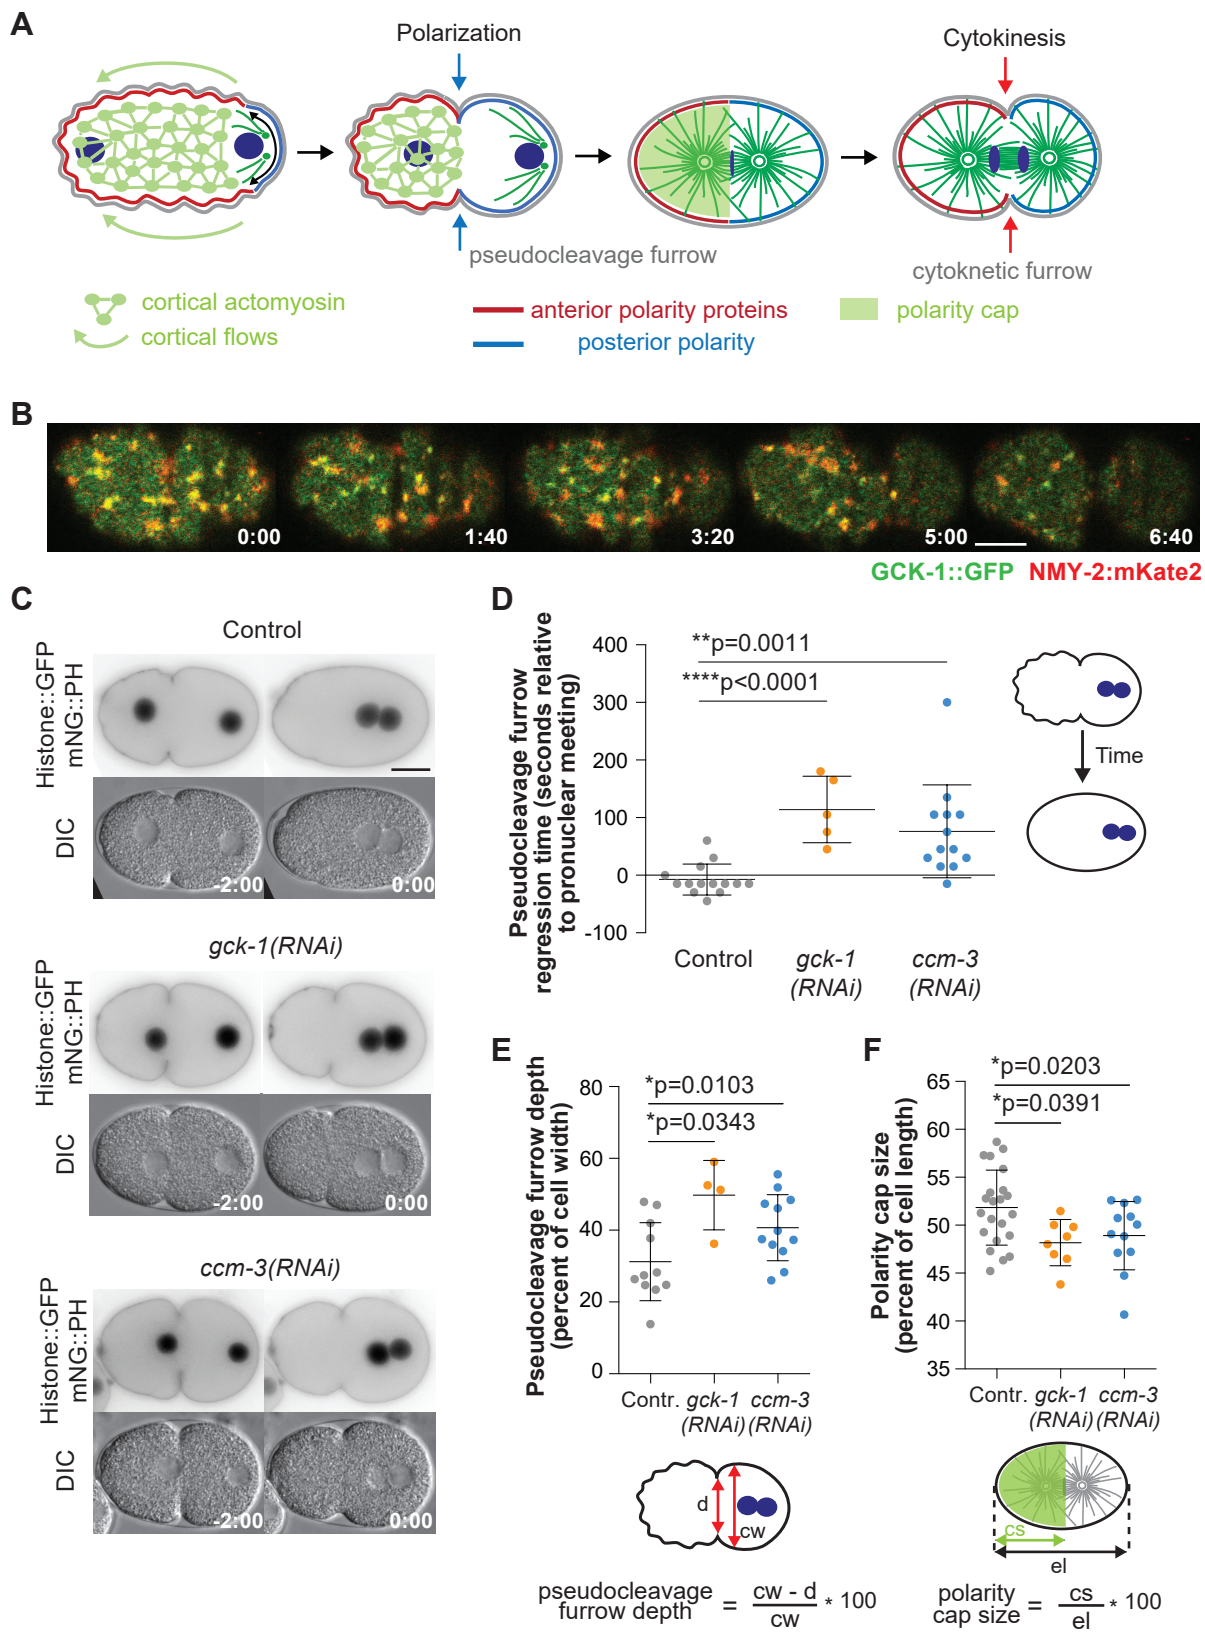 A
Polarization
Cytokinesis
pseudocleavage furrow
cytoknetic furrow
cortical actomyosin
cortical flows
anterior polarity proteins
posterior polarity
polarity cap
B
0:00
1:40
3:20
5:00
6:40
GCK-1::GFP NMY-2:mKate2
C
Control
Histone::GFP
mNG::PH
DIC
-2:00
0:00
gck-1(RNAi)
Histone::GFP
mNG::PH
DIC
-2:00
0:00
ccm-3(RNAi)
Histone::GFP
mNG::PH
DIC
-2:00
0:00
D
Pseudocleavage furrow
regression time (seconds relative
to pronuclear meeting)
400
300
200
100
0
-100
**p=0.0011
****p<0.0001
Control
gck-1
(RNAi)
ccm-3
(RNAi)
Time
E
Pseudocleavage furrow depth
(percent of cell width)
80
60
40
20
0
*p=0.0103
*p=0.0343
Contr.
gck-1
(RNAi)
ccm-3
(RNAi)
d
cw
pseudocleavage
furrow depth
=
cw - d
cw
* 100
F
Polarity cap size
(percent of cell length)
65
60
55
50
45
40
35
*p=0.0203
*p=0.0391
Contr.
gck-1
(RNAi)
ccm-3
(RNAi)
cs
el
polarity
cap size
=
cs
el
* 100